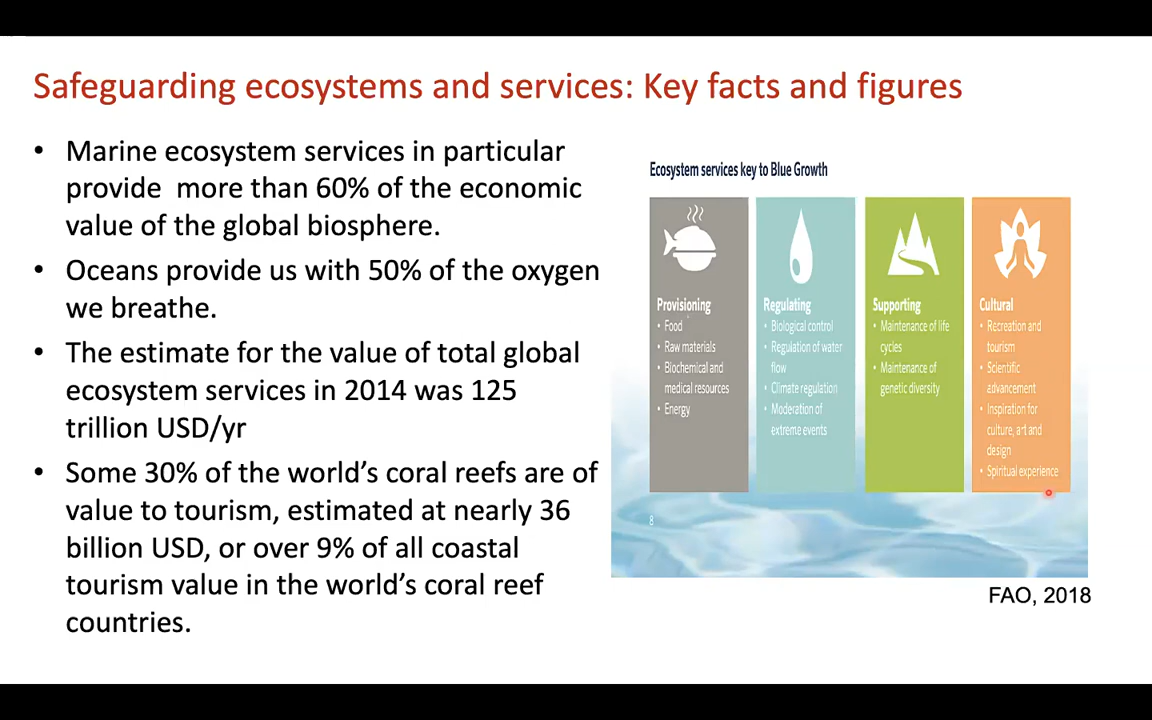 Safeguarding ecosystems and services: Key facts and figures
• Marine ecosystem services in particular
provide more than 60% of the economic
value of the global biosphere.
• Oceans provide us with 50% of the oxygen
we breathe.
• The estimate for the value of total global
ecosystem services in 2014 was 125
trillion USD/yr
• Some 30% of the world’s coral reefs are of
value to tourism, estimated at nearly 36
billion USD, or over 9% of all coastal
tourism value in the world’s coral reef
countries.
Ecosystem services key to Blue Growth
Provisioning
• Food
• Raw materials
• Biochemical and
medical resources
• Energy
Regulating
• Biological control
• Regulation of water
flow
• Climate regulation
• Moderation of
extreme events
Supporting
• Maintenance of life
cycles
• Maintenance of
genetic diversity
Cultural
• Recreation and
tourism
• Scientific
advancement
• Inspiration for
culture, art and
design
• Spiritual experience
8
FAO, 2018